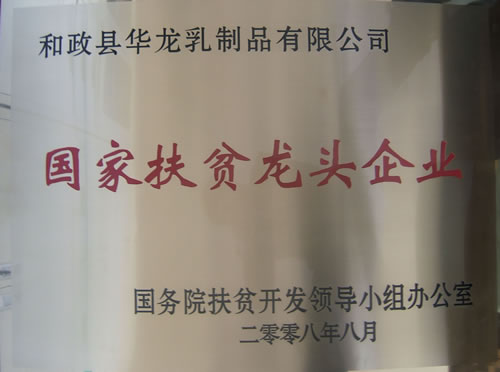 和政县华龙乳制品有限公司
国家扶贫龙头企业
国务院扶贫开发领导小组办公室
二零零八年八月